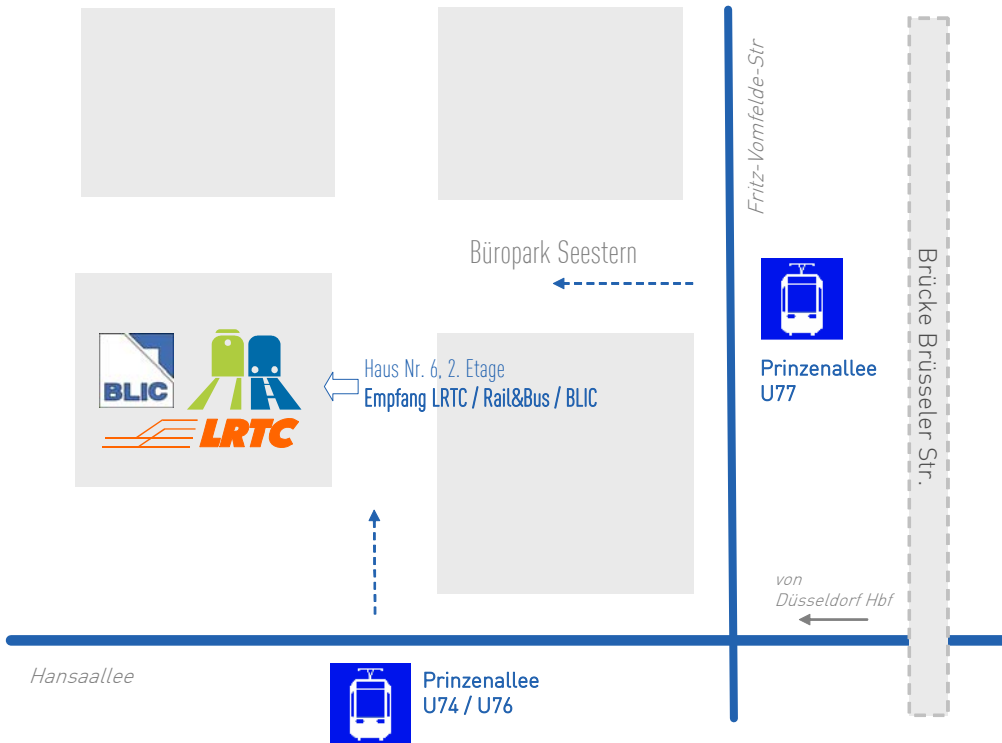 Fritz-Vomfelde-Str
Büropark Seestern
Brücke Brüsseler Str.
Prinzenallee
U77
Haus Nr. 6, 2. Etage
Empfang LRTC / Rail&Bus / BLIC
BLIC
LRTC
von
Düsseldorf Hbf
Hansaallee
Prinzenallee
U74 / U76